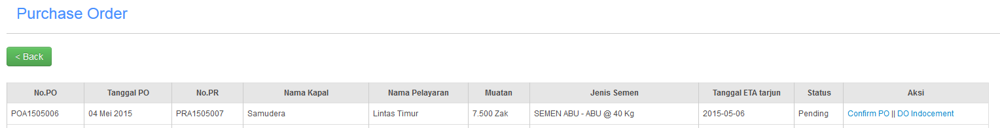 Purchase Order
< Back
No.PO Tanggal PO No.PR Nama Kapal Nama Pelayaran Muatan Jenis Semen Tanggal ETA tarjun Status Aksi
POA1505006 04 Mei 2015 PRA1505007 Samudera Lintas Timur 7.500 Zak SEMEN ABU - ABU @ 40 Kg 2015-05-06 Pending Confirm PO || DO Indocement